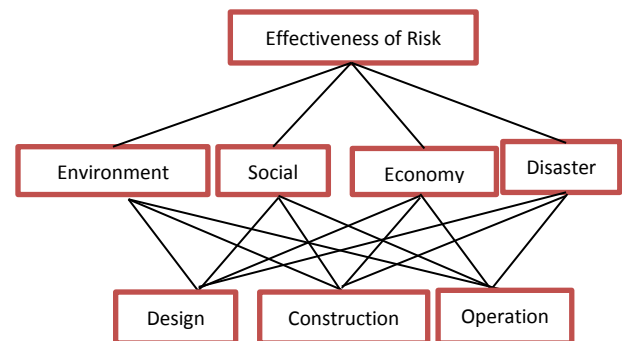 Effectiveness of Risk
Environment
Social
Economy
Disaster
Design
Construction
Operation